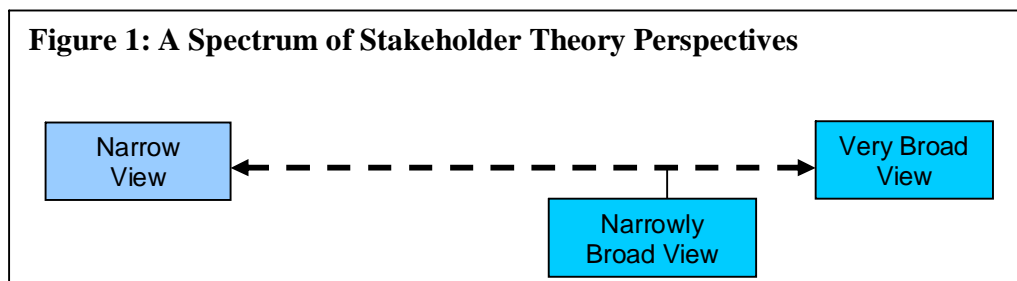 Figure 1: A Spectrum of Stakeholder Theory Perspectives
Narrow
View
Very Broad
View
Narrowly
Broad View